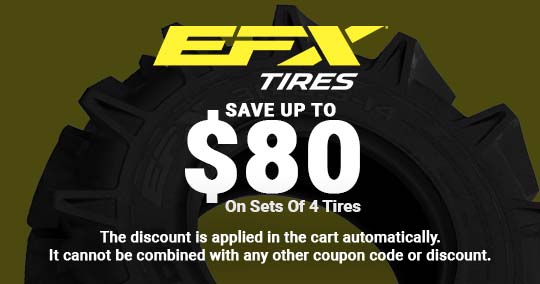 EFX
TIRES
SAVE UP TO
$80
On Sets Of 4 Tires
The discount is applied in the cart automatically.
It cannot be combined with any other coupon code or discount.